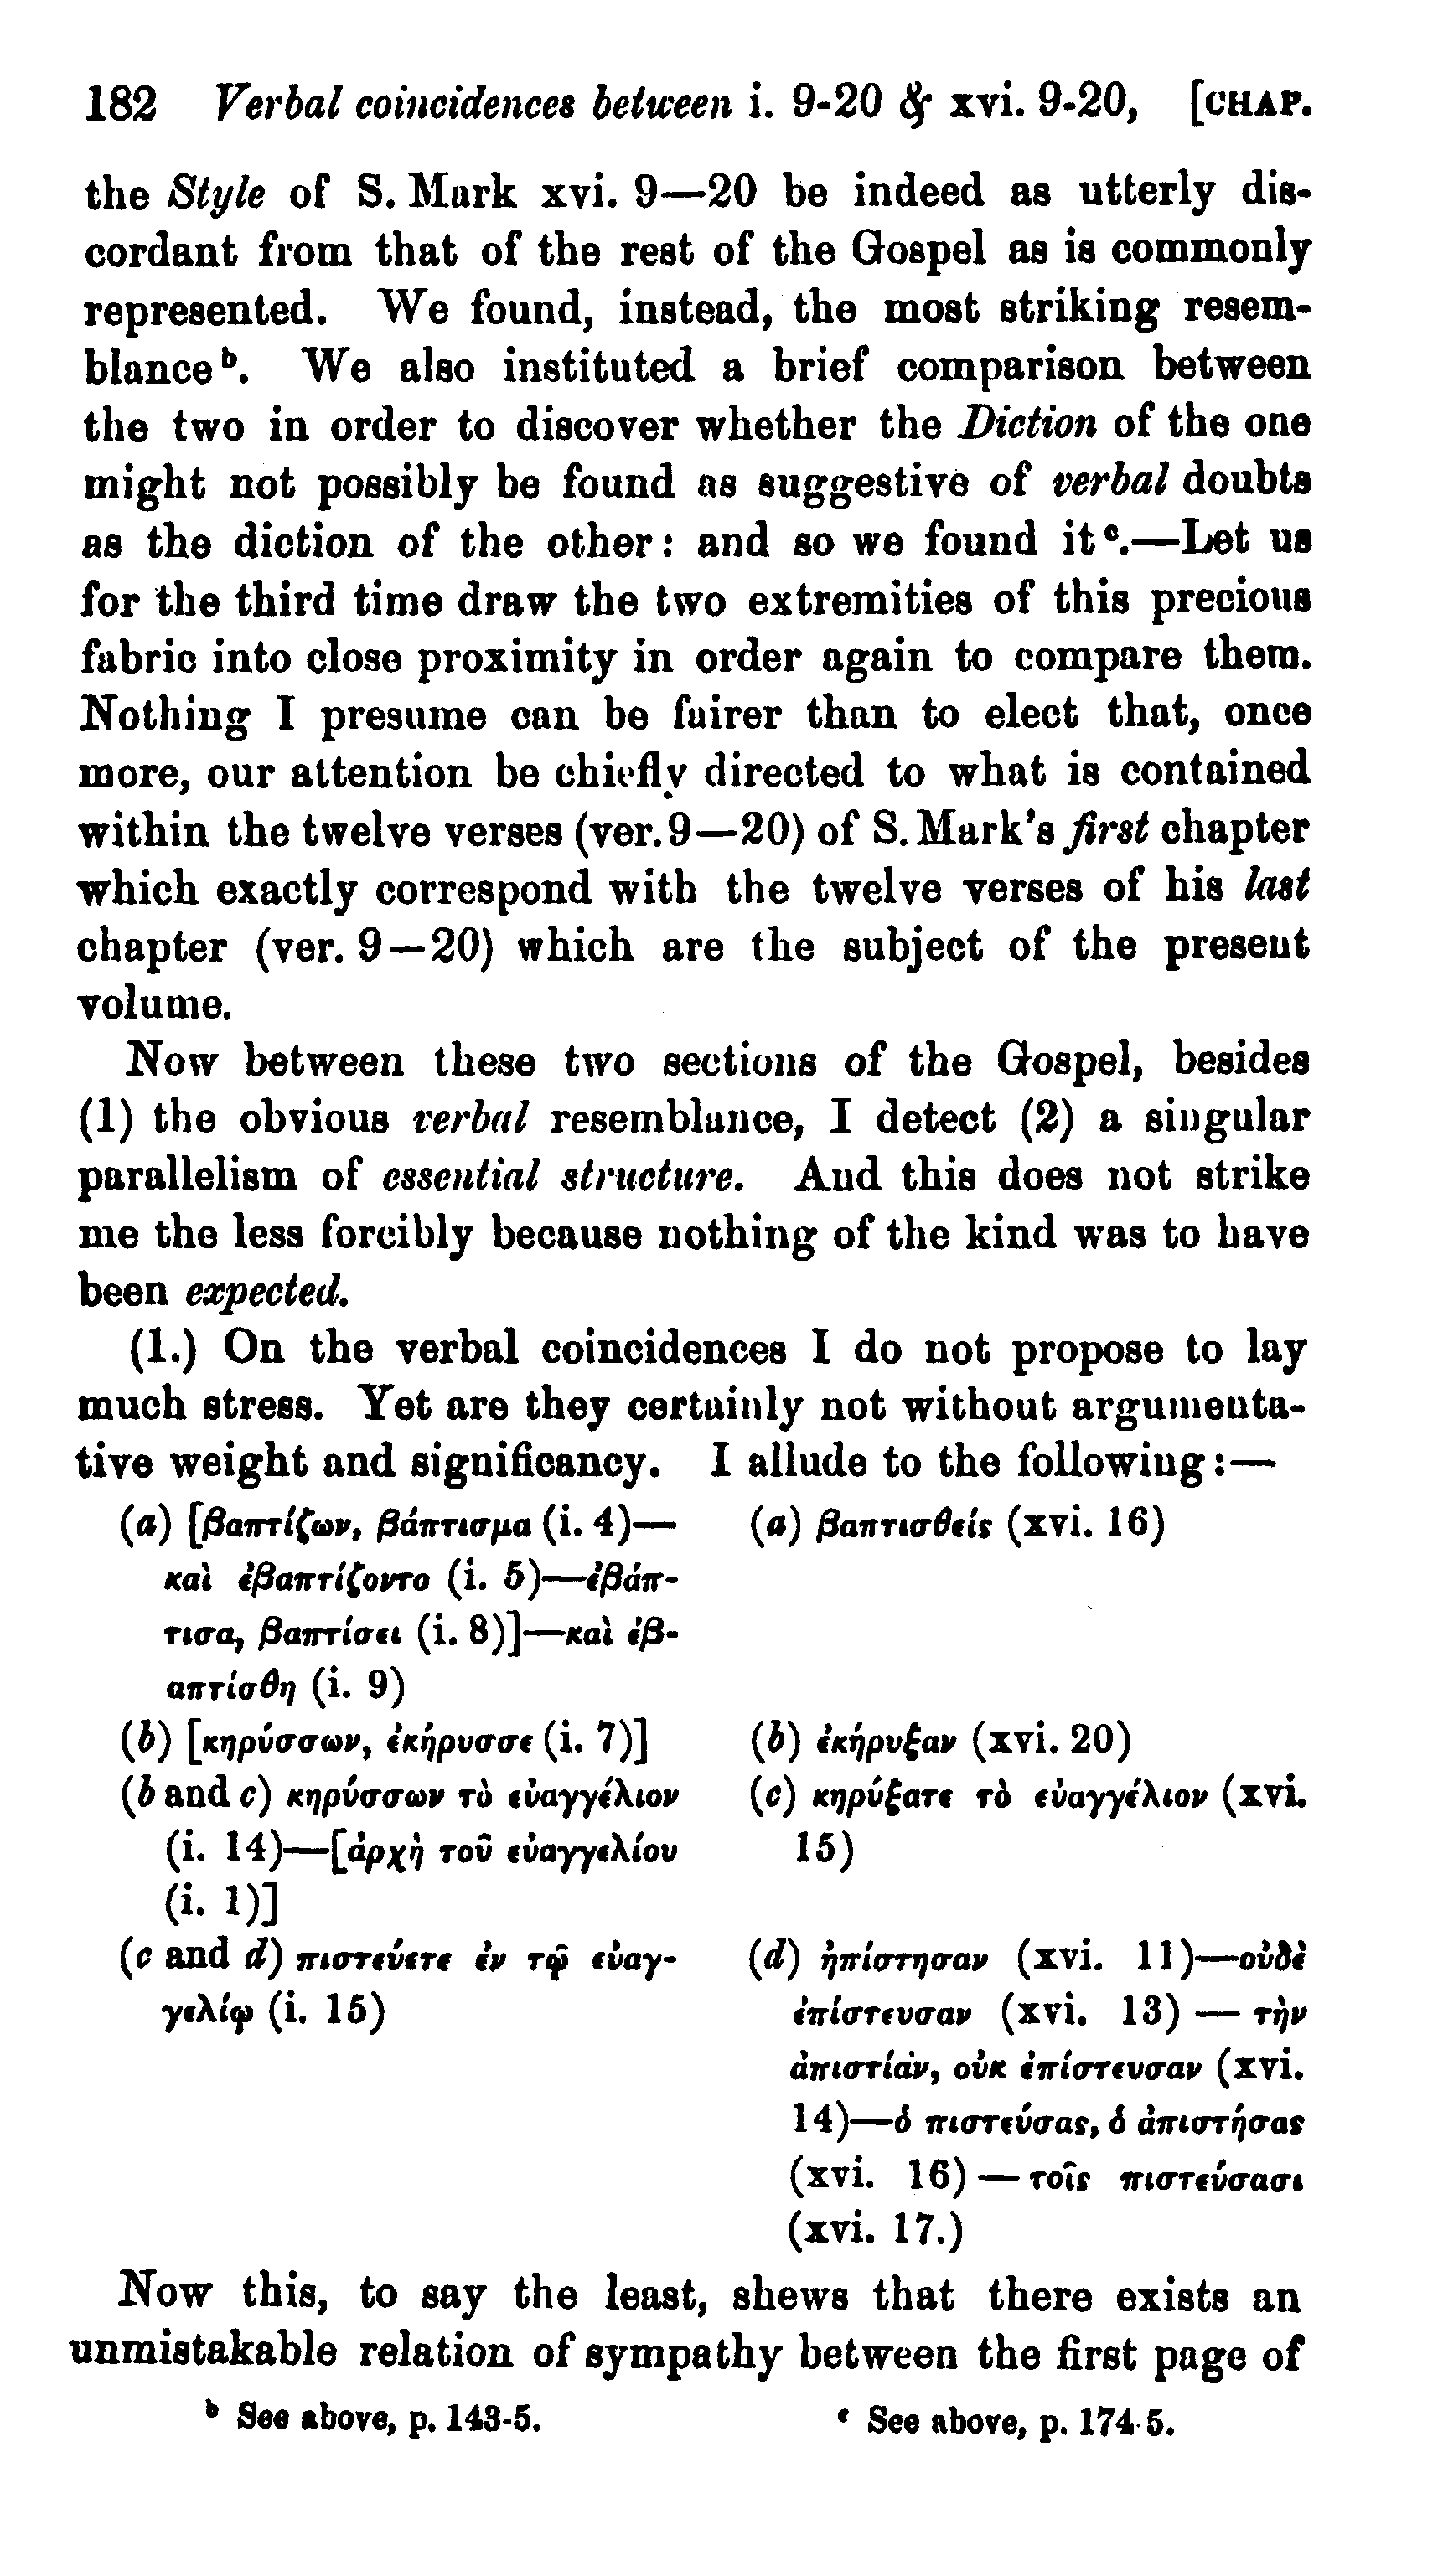 182 Verbal coincidences between i. 9-20 & xvi. 9-20, [CHAP.
the Style of S. Mark xvi. 9—20 be indeed as utterly dis-
cordant from that of the rest of the Gospel as is commonly
represented. We found, instead, the most striking resem-
blance ᵇ. We also instituted a brief comparison between
the two in order to discover whether the Diction of the one
might not possibly be found as suggestive of verbal doubts
as the diction of the other: and so we found it ᶜ.—Let us
for the third time draw the two extremities of this precious
fabric into close proximity in order again to compare them.
Nothing I presume can be fairer than to elect that, once
more, our attention be chiefly directed to what is contained
within the twelve verses (ver. 9—20) of S. Mark's first chapter
which exactly correspond with the twelve verses of his last
chapter (ver. 9—20) which are the subject of the present
volume.
Now between these two sections of the Gospel, besides
(1) the obvious verbal resemblance, I detect (2) a singular
parallelism of essential structure. And this does not strike
me the less forcibly because nothing of the kind was to have
been expected.
(1.) On the verbal coincidences I do not propose to lay
much stress. Yet are they certainly not without argumenta-
tive weight and significancy. I allude to the following:—
(a) [βαπτίζων, βάπτισμα (i. 4)—
καὶ ἐβαπτίζοντο (i. 5)—ἐβάπ-
τισα, βαπτίσει (i. 8)]—καὶ ἐβ-
απτίσθη (i. 9)
(b) [κηρύσσων, ἐκήρυσσε (i. 7)]
(b and c) κηρύσσων τὸ εὐαγγέλιον
(i. 14)—[ἀρχὴ τοῦ εὐαγγελίου
(i. 1)]
(c and d) πιστεύετε ἐν τῷ εὐαγ-
γελίῳ (i. 15)
(a) βαπτισθείς (xvi. 16)
(b) ἐκήρυξαν (xvi. 20)
(c) κηρύξατε τὸ εὐαγγέλιον (xvi.
15)
(d) ἠπίστησαν (xvi. 11)—οὐδὲ
ἐπίστευσαν (xvi. 13) — τὴν
ἀπιστίαν, οὐκ ἐπίστευσαν (xvi.
14)—ὁ πιστεύσας, ὁ ἀπιστήσας
(xvi. 16) — τοῖς πιστεύσασι
(xvi. 17.)
Now this, to say the least, shews that there exists an
unmistakable relation of sympathy between the first page of
ᵇ See above, p. 143-5.
ᶜ See above, p. 174-5.